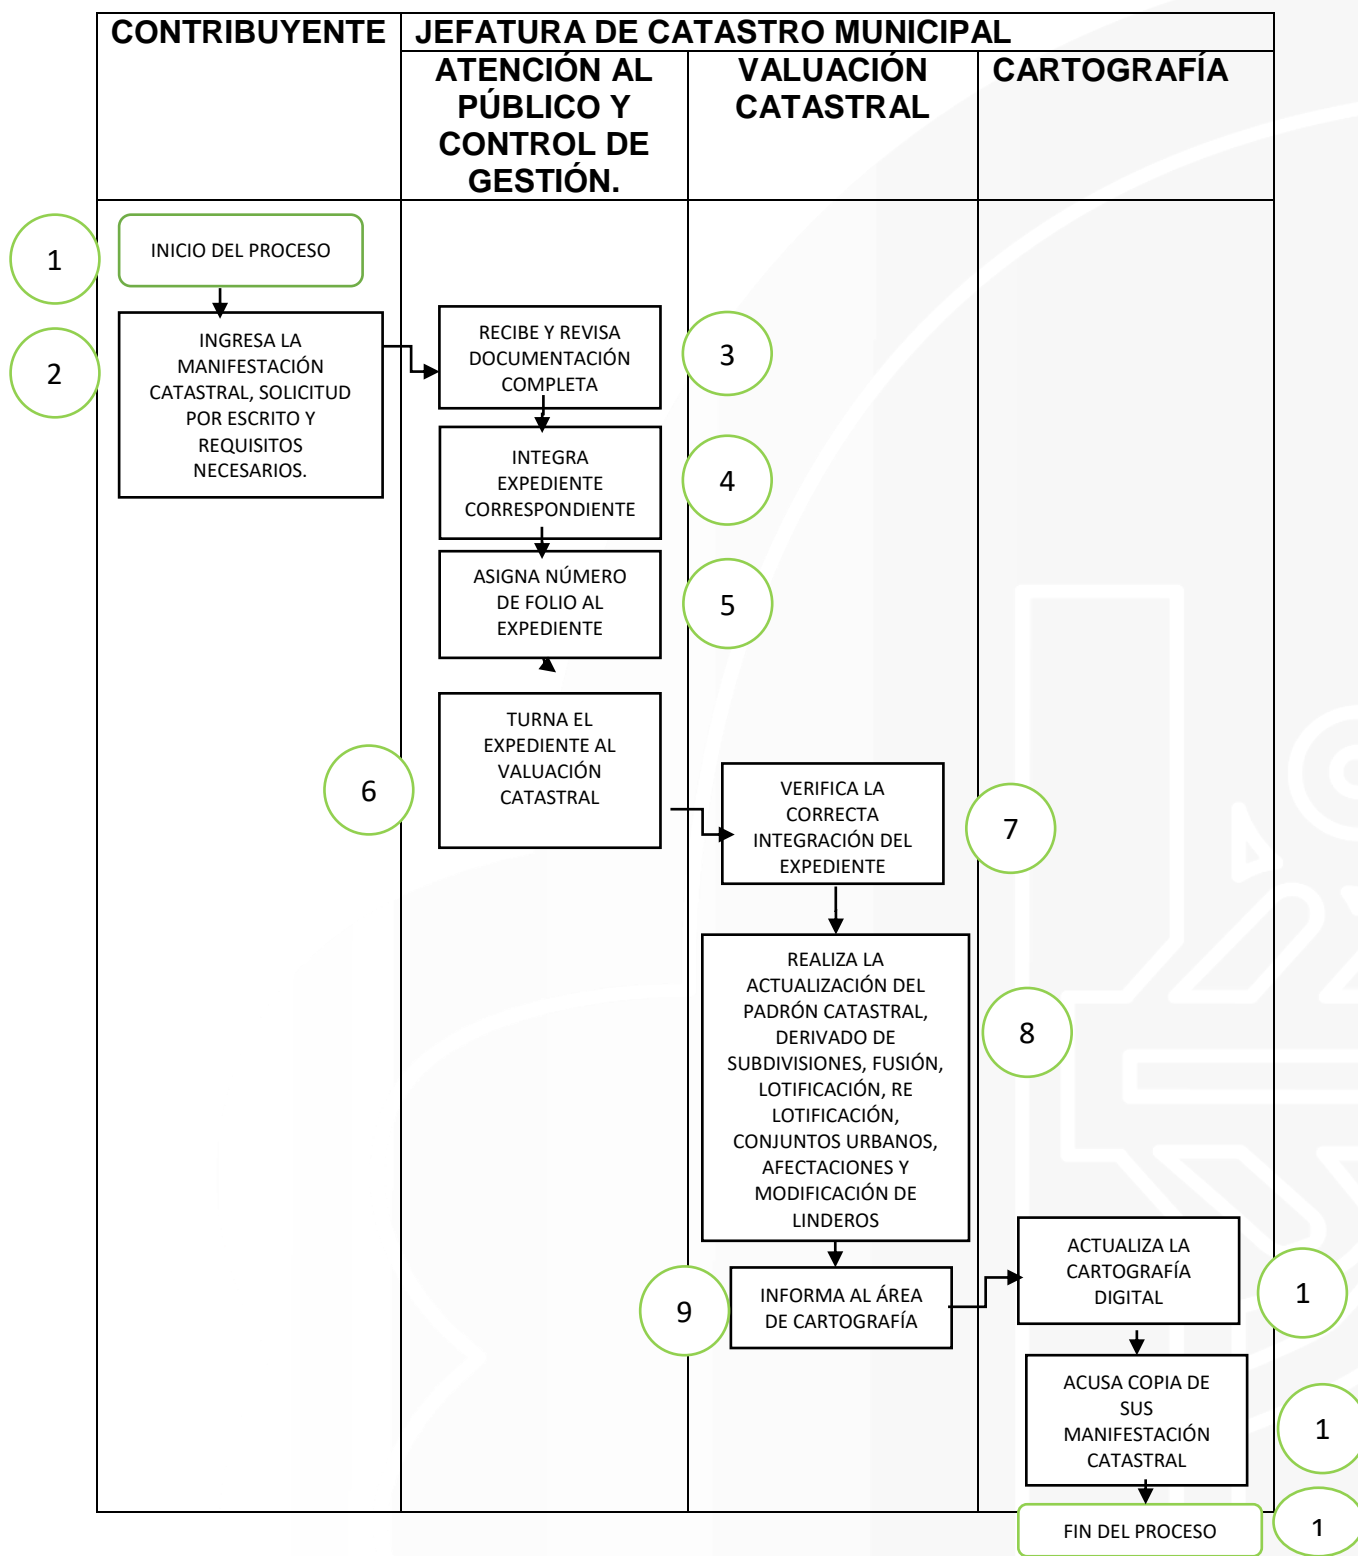 CONTRIBUYENTE
JEFATURA DE CATASTRO MUNICIPAL
ATENCIÓN AL
PÚBLICO Y
CONTROL DE
GESTIÓN.
VALUACIÓN
CATASTRAL
CARTOGRAFÍA
1
INICIO DEL PROCESO
2
INGRESA LA
MANIFESTACIÓN
CATASTRAL, SOLICITUD
POR ESCRITO Y
REQUISITOS
NECESARIOS.
RECIBE Y REVISA
DOCUMENTACIÓN
COMPLETA
3
INTEGRA
EXPEDIENTE
CORRESPONDIENTE
4
ASIGNA NÚMERO
DE FOLIO AL
EXPEDIENTE
5
6
TURNA EL
EXPEDIENTE AL
VALUACIÓN
CATASTRAL
VERIFICA LA
CORRECTA
INTEGRACIÓN DEL
EXPEDIENTE
7
REALIZA LA
ACTUALIZACIÓN DEL
PADRÓN CATASTRAL,
DERIVADO DE
SUBDIVISIONES, FUSIÓN,
LOTIFICACIÓN, RE
LOTIFICACIÓN,
CONJUNTOS URBANOS,
AFECTACIONES Y
MODIFICACIÓN DE
LINDEROS
8
9
INFORMA AL ÁREA
DE CARTOGRAFÍA
ACTUALIZA LA
CARTOGRAFÍA
DIGITAL
1
ACUSA COPIA DE
SUS
MANIFESTACIÓN
CATASTRAL
1
FIN DEL PROCESO
1